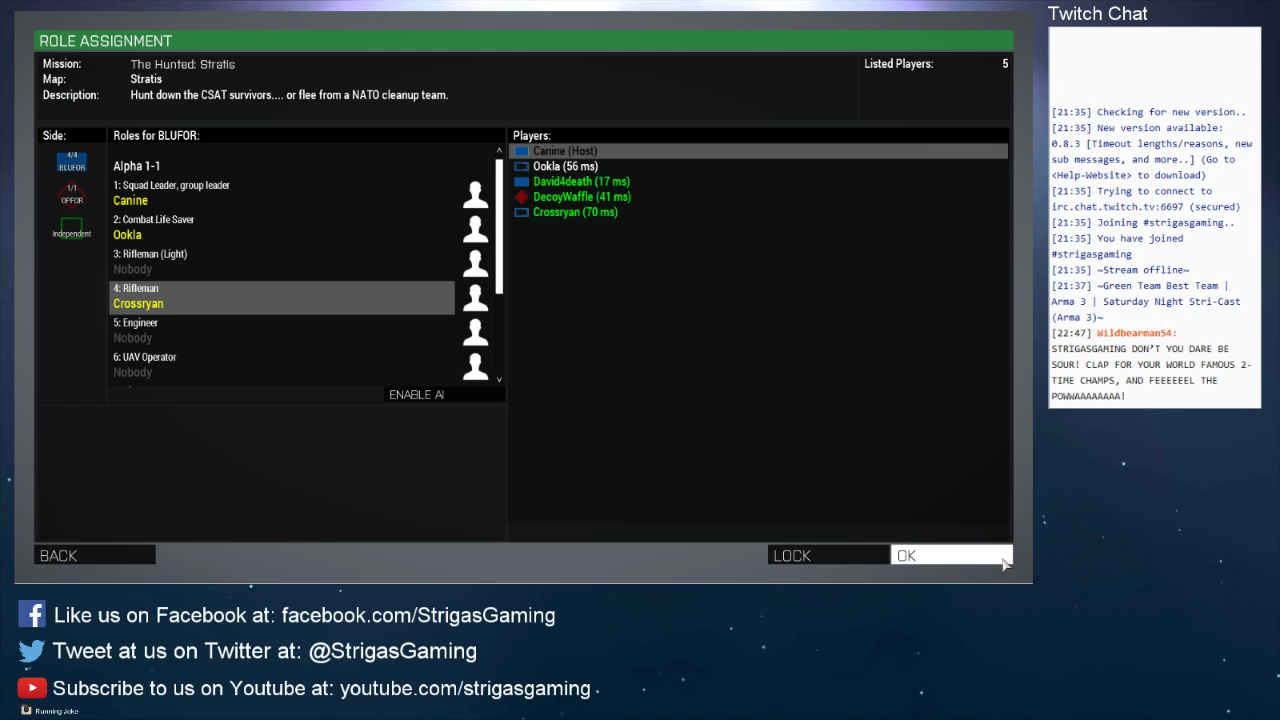 Twitch Chat
ROLE ASSIGNMENT
Mission: The Hunted: Stratis
Map: Stratis
Description: Hunt down the CSAT survivors.... or flee from a NATO cleanup team.
Listed Players: 5
Side:
4/4
BLUFOR
1/1
OPFOR
Independent
Roles for BLUFOR:
Alpha 1-1
1: Squad Leader, group leader
Canine
2: Combat Life Saver
Ookla
3: Rifleman (Light)
Nobody
4: Rifleman
Crossryan
5: Engineer
Nobody
6: UAV Operator
Nobody
ENABLE AI
Players:
Canine (Host)
Ookla (56 ms)
David4death (17 ms)
DecoyWaffle (41 ms)
Crossryan (70 ms)
BACK
LOCK
OK
[21:35] Checking for new version..
[21:35] New version available:
0.8.3 [Timeout lengths/reasons, new
sub messages, and more..] (Go to
<Help-Website> to download)
[21:35] Trying to connect to
irc.chat.twitch.tv:6697 (secured)
[21:35] Joining #strigasgaming..
[21:35] You have joined
#strigasgaming
[21:35] ~Stream offline~
[21:37] ~Green Team Best Team |
Arma 3 | Saturday Night Stri-Cast
(Arma 3)~
[22:47] Wildbearman54:
STRIGASGAMING DON'T YOU DARE BE
SOUR! CLAP FOR YOUR WORLD FAMOUS 2-
TIME CHAMPS, AND FEEEEEEL THE
POWWAAAAAAAA!
Like us on Facebook at: facebook.com/StrigasGaming
Tweet at us on Twitter at: @StrigasGaming
Subscribe to us on Youtube at: youtube.com/strigasgaming
Running Joke